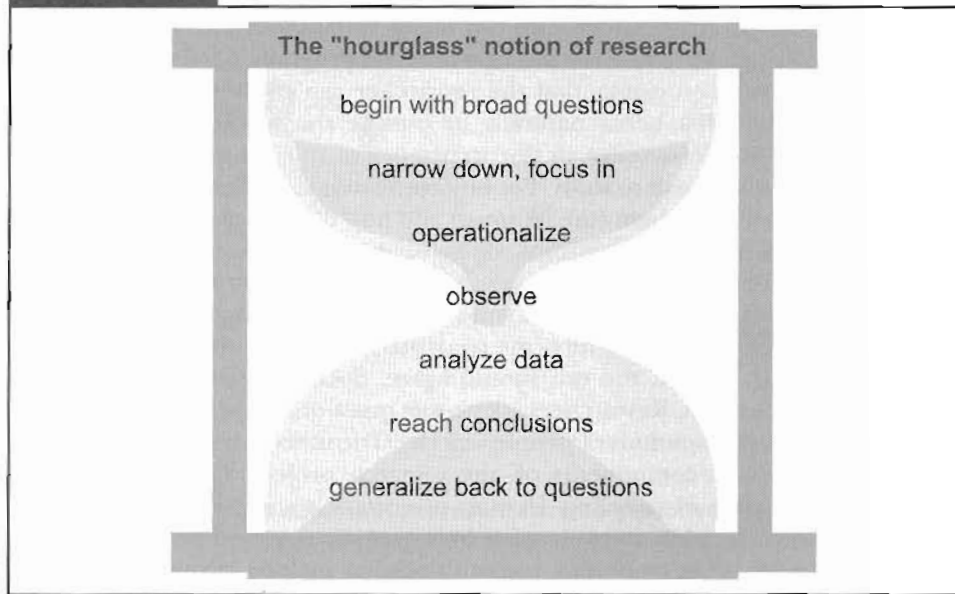 The "hourglass" notion of research
begin with broad questions
narrow down, focus in
operationalize
observe
analyze data
reach conclusions
generalize back to questions